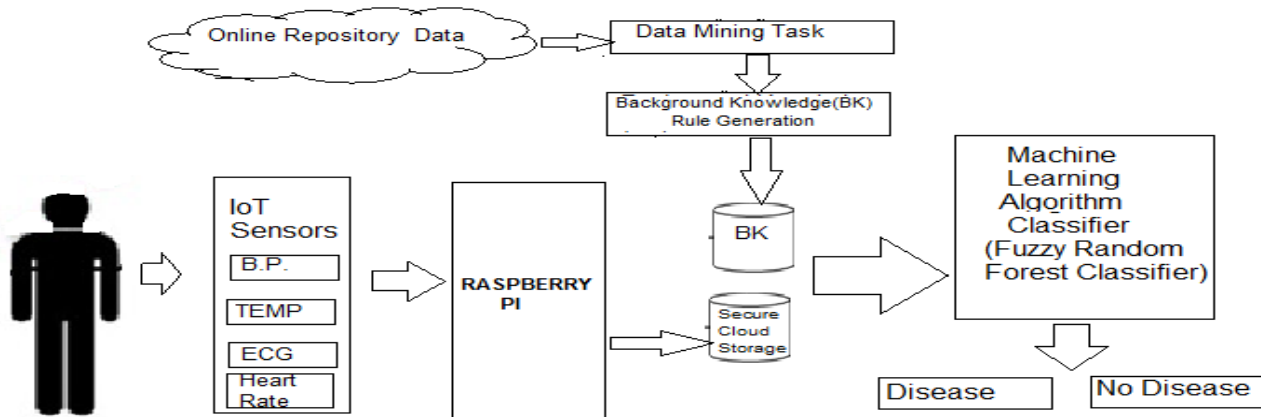 Online Repository Data
Data Mining Task
Background Knowledge(BK)
Rule Generation
IoT
Sensors
B.P.
TEMP
ECG
Heart
Rate
RASPBERRY
PI
BK
Secure
Cloud
Storage
Machine
Learning
Algorithm
Classifier
(Fuzzy Random
Forest Classifier)
Disease
No Disease